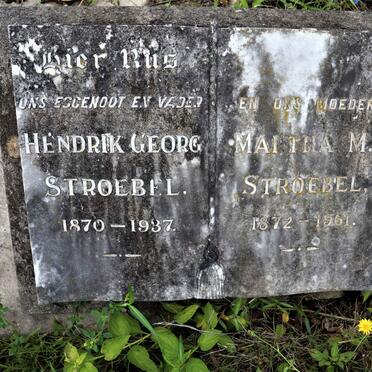 Hier Rus
ONS EGGENOOT EN VADER
HENDRIK GEORG
STROEBEL.
1870 – 1937.
EN ONS MOEDER
MARTHA M.
STROEBEL.
1872 – 1961.